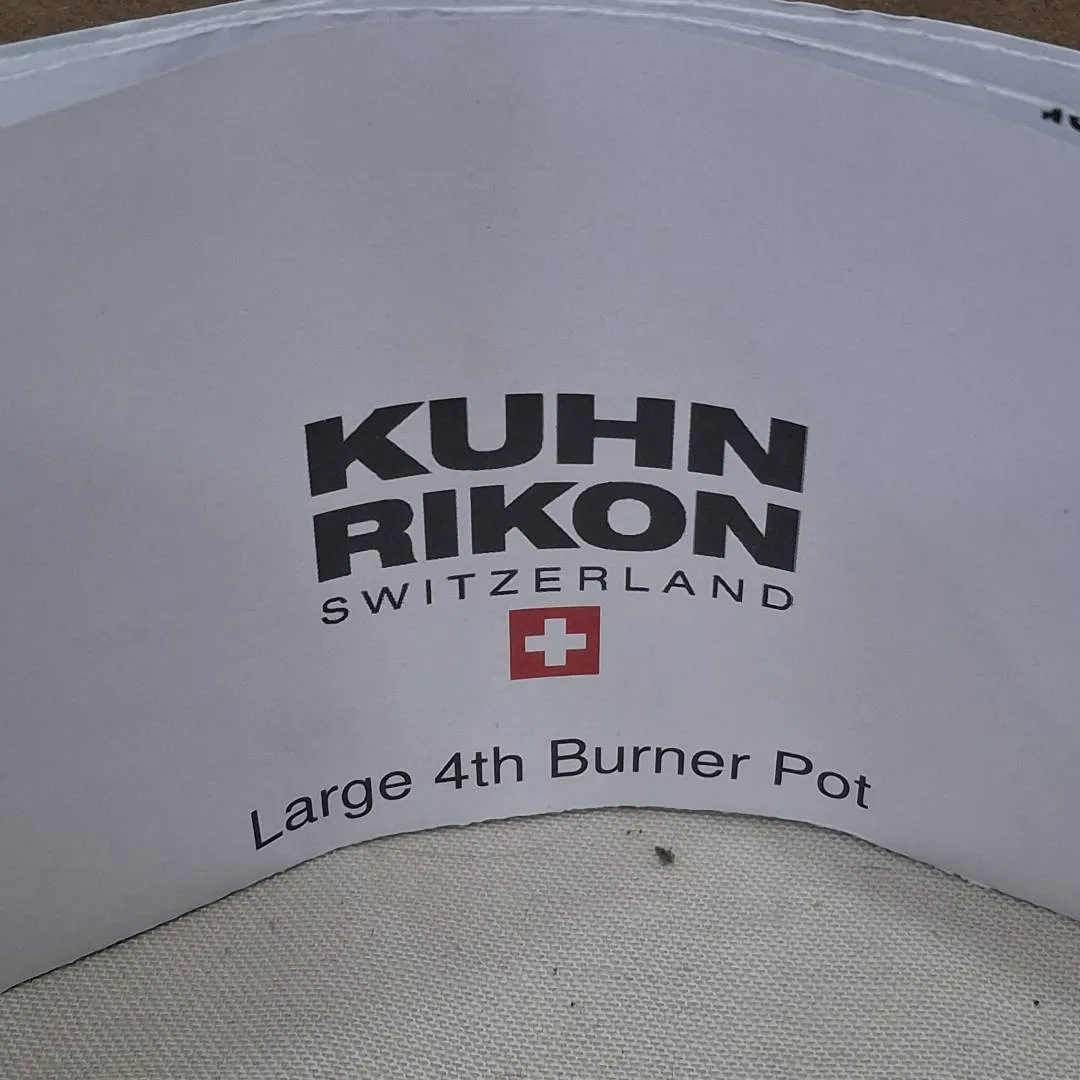 KUHN
RIKON
SWITZERLAND
Large 4th Burner Pot